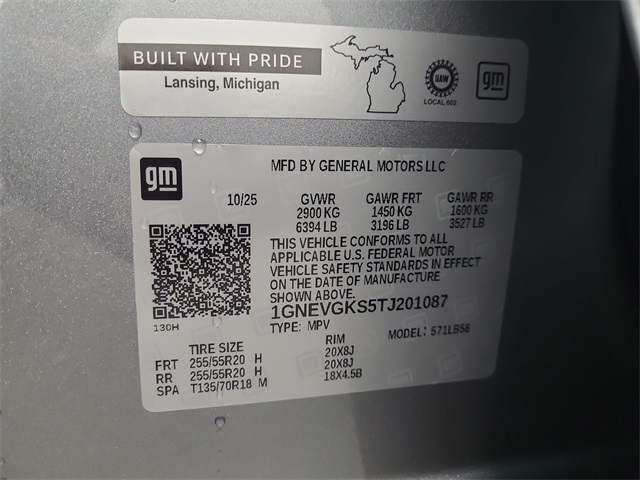 BUILT WITH PRIDE
Lansing, Michigan
UAW
LOCAL 602
gm
gm
MFD BY GENERAL MOTORS LLC
10/25 GVWR GAWR FRT GAWR RR
2900 KG 1450 KG 1600 KG
6394 LB 3196 LB 3527 LB
THIS VEHICLE CONFORMS TO ALL
APPLICABLE U.S. FEDERAL MOTOR
VEHICLE SAFETY STANDARDS IN EFFECT
ON THE DATE OF MANUFACTURE
SHOWN ABOVE.
1GNEVGKS5TJ201087
130H
TYPE: MPV MODEL: 571LB56
TIRE SIZE RIM
FRT 255/55R20 H 20X8J
RR 255/55R20 H 20X8J
SPA T135/70R18 M 18X4.5B